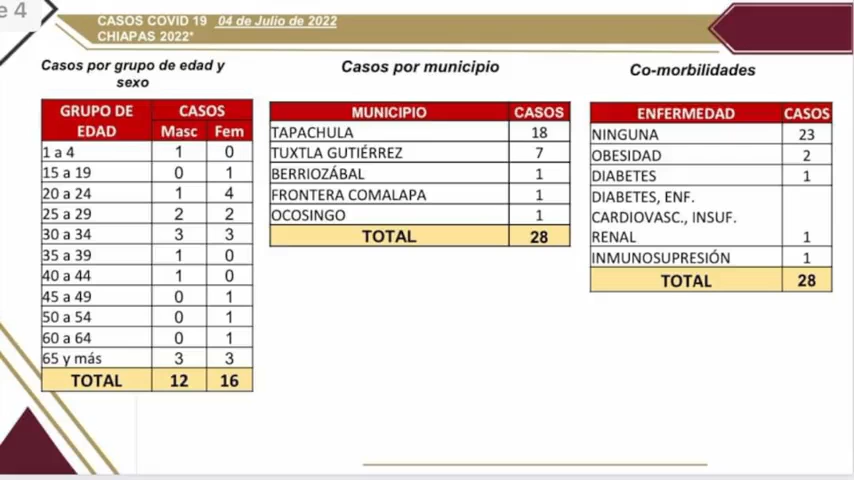 e 4
CASOS COVID 19 04 de Julio de 2022
CHIAPAS 2022*
Casos por grupo de edad y
sexo
GRUPO DE EDAD CASOS
Masc Fem
1 a 4 1 0
15 a 19 0 1
20 a 24 1 4
25 a 29 2 2
30 a 34 3 3
35 a 39 1 0
40 a 44 1 0
45 a 49 0 1
50 a 54 0 1
60 a 64 0 1
65 y más 3 3
TOTAL 12 16
Casos por municipio
MUNICIPIO CASOS
TAPACHULA 18
TUXTLA GUTIÉRREZ 7
BERRIOZÁBAL 1
FRONTERA COMALAPA 1
OCOSINGO 1
TOTAL 28
Co-morbilidades
ENFERMEDAD CASOS
NINGUNA 23
OBESIDAD 2
DIABETES 1
DIABETES, ENF.
CARDIOVASC., INSUF.
RENAL 1
INMUNOSUPRESIÓN 1
TOTAL 28